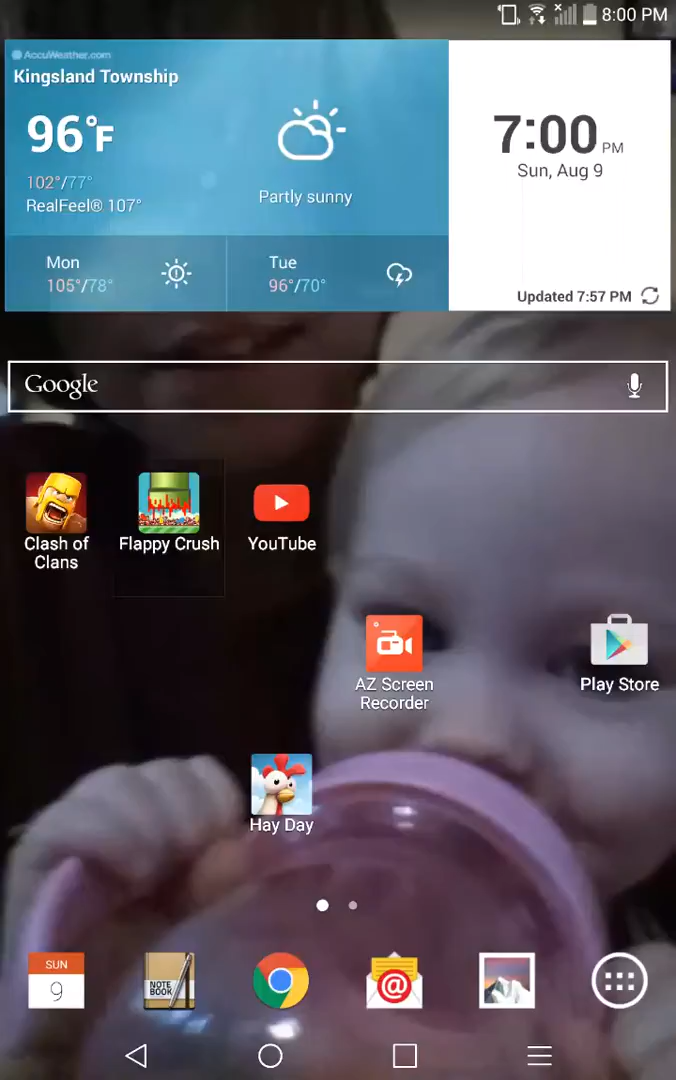 8:00 PM
AccuWeather.com
Kingsland Township
96°F
102°/77°
RealFeel® 107°
Partly sunny
7:00 PM
Sun, Aug 9
Mon
105°/78°
Tue
96°/70°
Updated 7:57 PM
Google
Clash of
Clans
Flappy Crush
YouTube
AZ Screen
Recorder
Play Store
Hay Day
SUN
9
NOTE
BOOK
@